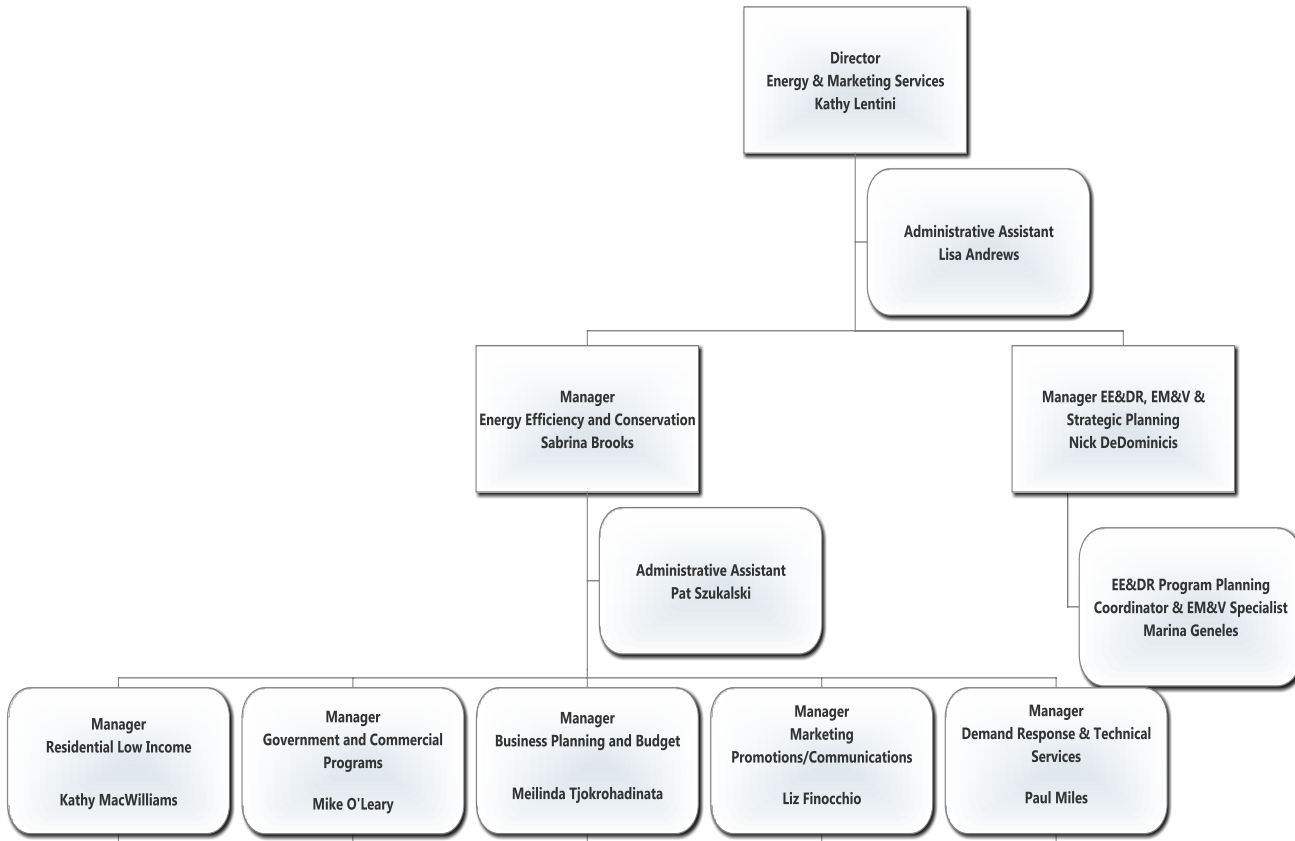 Director
Energy & Marketing Services
Kathy Lentini
Administrative Assistant
Lisa Andrews
Manager
Energy Efficiency and Conservation
Sabrina Brooks
Manager EE&DR, EM&V &
Strategic Planning
Nick DeDominicis
Administrative Assistant
Pat Szukalski
EE&DR Program Planning
Coordinator & EM&V Specialist
Marina Geneles
Manager
Residential Low Income
Kathy MacWilliams
Manager
Government and Commercial
Programs
Mike O'Leary
Manager
Business Planning and Budget
Meilinda Tjokrohadinata
Manager
Marketing
Promotions/Communications
Liz Finocchio
Manager
Demand Response & Technical
Services
Paul Miles